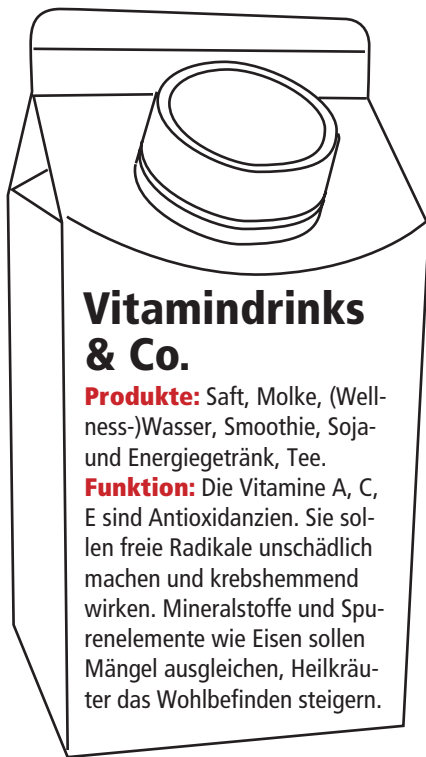 Vitamindrinks
& Co.
Produkte: Saft, Molke, (Well-
ness-)Wasser, Smoothie, Soja-
und Energiegetränk, Tee.
Funktion: Die Vitamine A, C,
E sind Antioxidanzien. Sie sol-
len freie Radikale unschädlich
machen und krebshemmend
wirken. Mineralstoffe und Spu-
renelemente wie Eisen sollen
Mängel ausgleichen, Heilkräu-
ter das Wohlbefinden steigern.